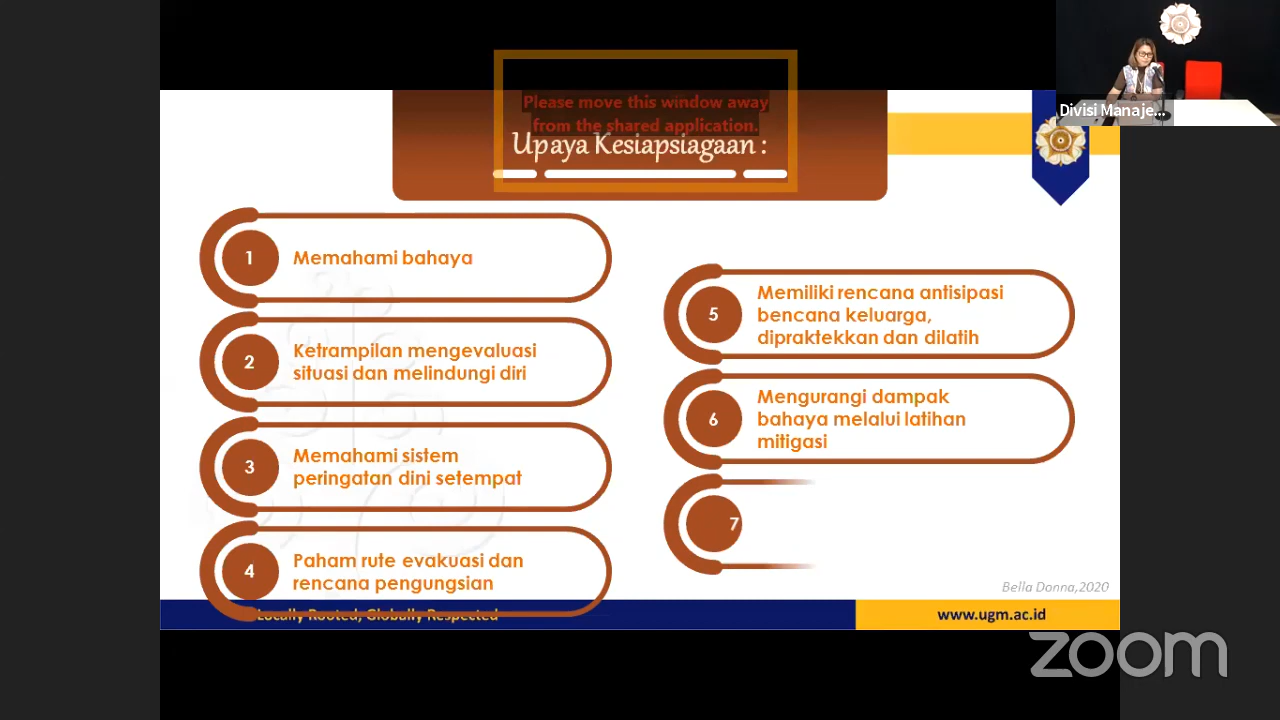 Divisi Manaje...
Please move this window away
from the shared application.
Upaya Kesiapsiagaan :
1
Memahami bahaya
2
Ketrampilan mengevaluasi
situasi dan melindungi diri
3
Memahami sistem
peringatan dini setempat
4
Paham rute evakuasi dan
rencana pengungsian
5
Memiliki rencana antisipasi
bencana keluarga,
dipraktekkan dan dilatih
6
Mengurangi dampak
bahaya melalui latihan
mitigasi
7
Bella Donna,2020
Locally Rooted, Globally Respected
www.ugm.ac.id
zoom